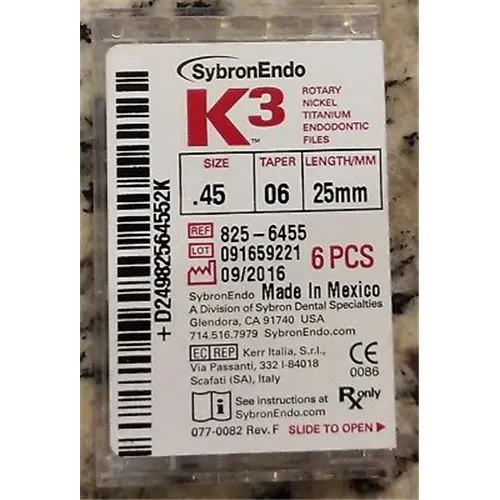 SybronEndo
K3™
ROTARY
NICKEL
TITANIUM
ENDODONTIC
FILES
SIZE TAPER LENGTH/MM
.45 06 25mm
REF 825-6455
LOT 091659221
09/2016 6 PCS
SybronEndo Made In Mexico
A Division of Sybron Dental Specialties
Glendora, CA 91740 USA
714.516.7979 SybronEndo.com
EC REP Kerr Italia, S.r.l.,
Via Passanti, 332 I-84018
Scafati (SA), Italy
CE
0086
i See instructions at
SybronEndo.com
Rx only
077-0082 Rev. F SLIDE TO OPEN
+D24982564552K